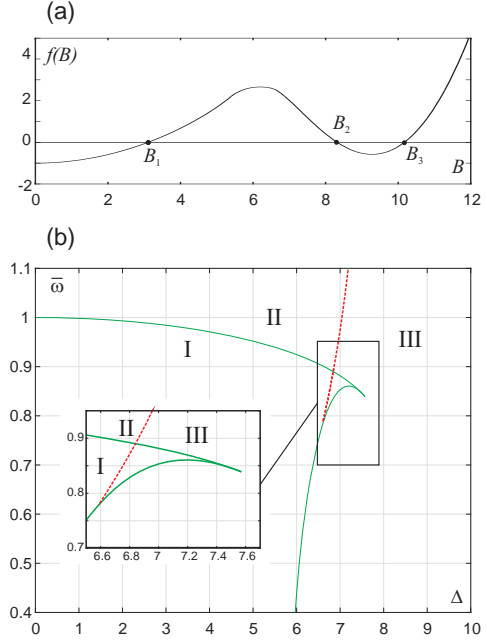 (a)
f(B)
4
2
0
-2
B1
B2
B3
B
0 2 4 6 8 10 12
(b)
1.1
ω̅
1
II
III
I
0.9
0.8
0.7
0.6
0.5
0.4
0.9
II
III
I
0.8
0.7
6.6 6.8 7 7.2 7.4 7.6
Δ
0 1 2 3 4 5 6 7 8 9 10